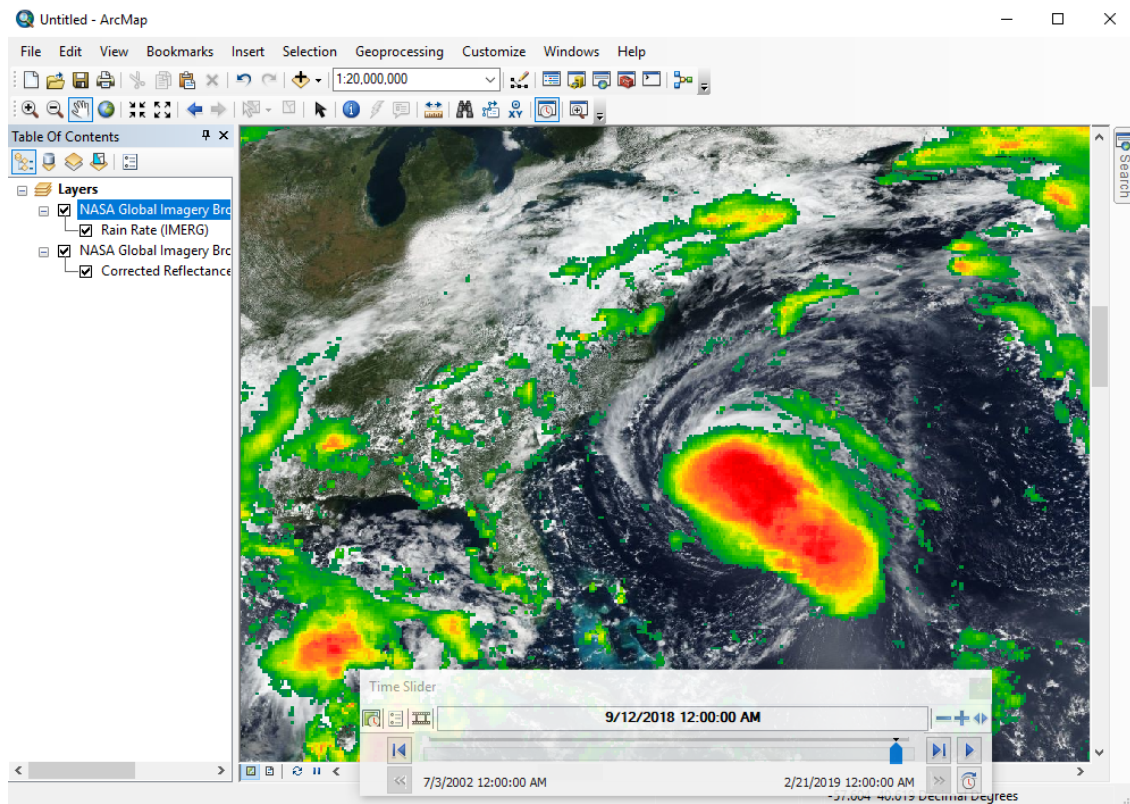 Untitled - ArcMap
File Edit View Bookmarks Insert Selection Geoprocessing Customize Windows Help
1:20,000,000
XY
Table Of Contents
Layers
NASA Global Imagery Brc
Rain Rate (IMERG)
NASA Global Imagery Brc
Corrected Reflectance
Search
Time Slider
9/12/2018 12:00:00 AM
7/3/2002 12:00:00 AM
2/21/2019 12:00:00 AM
Decimal Degrees